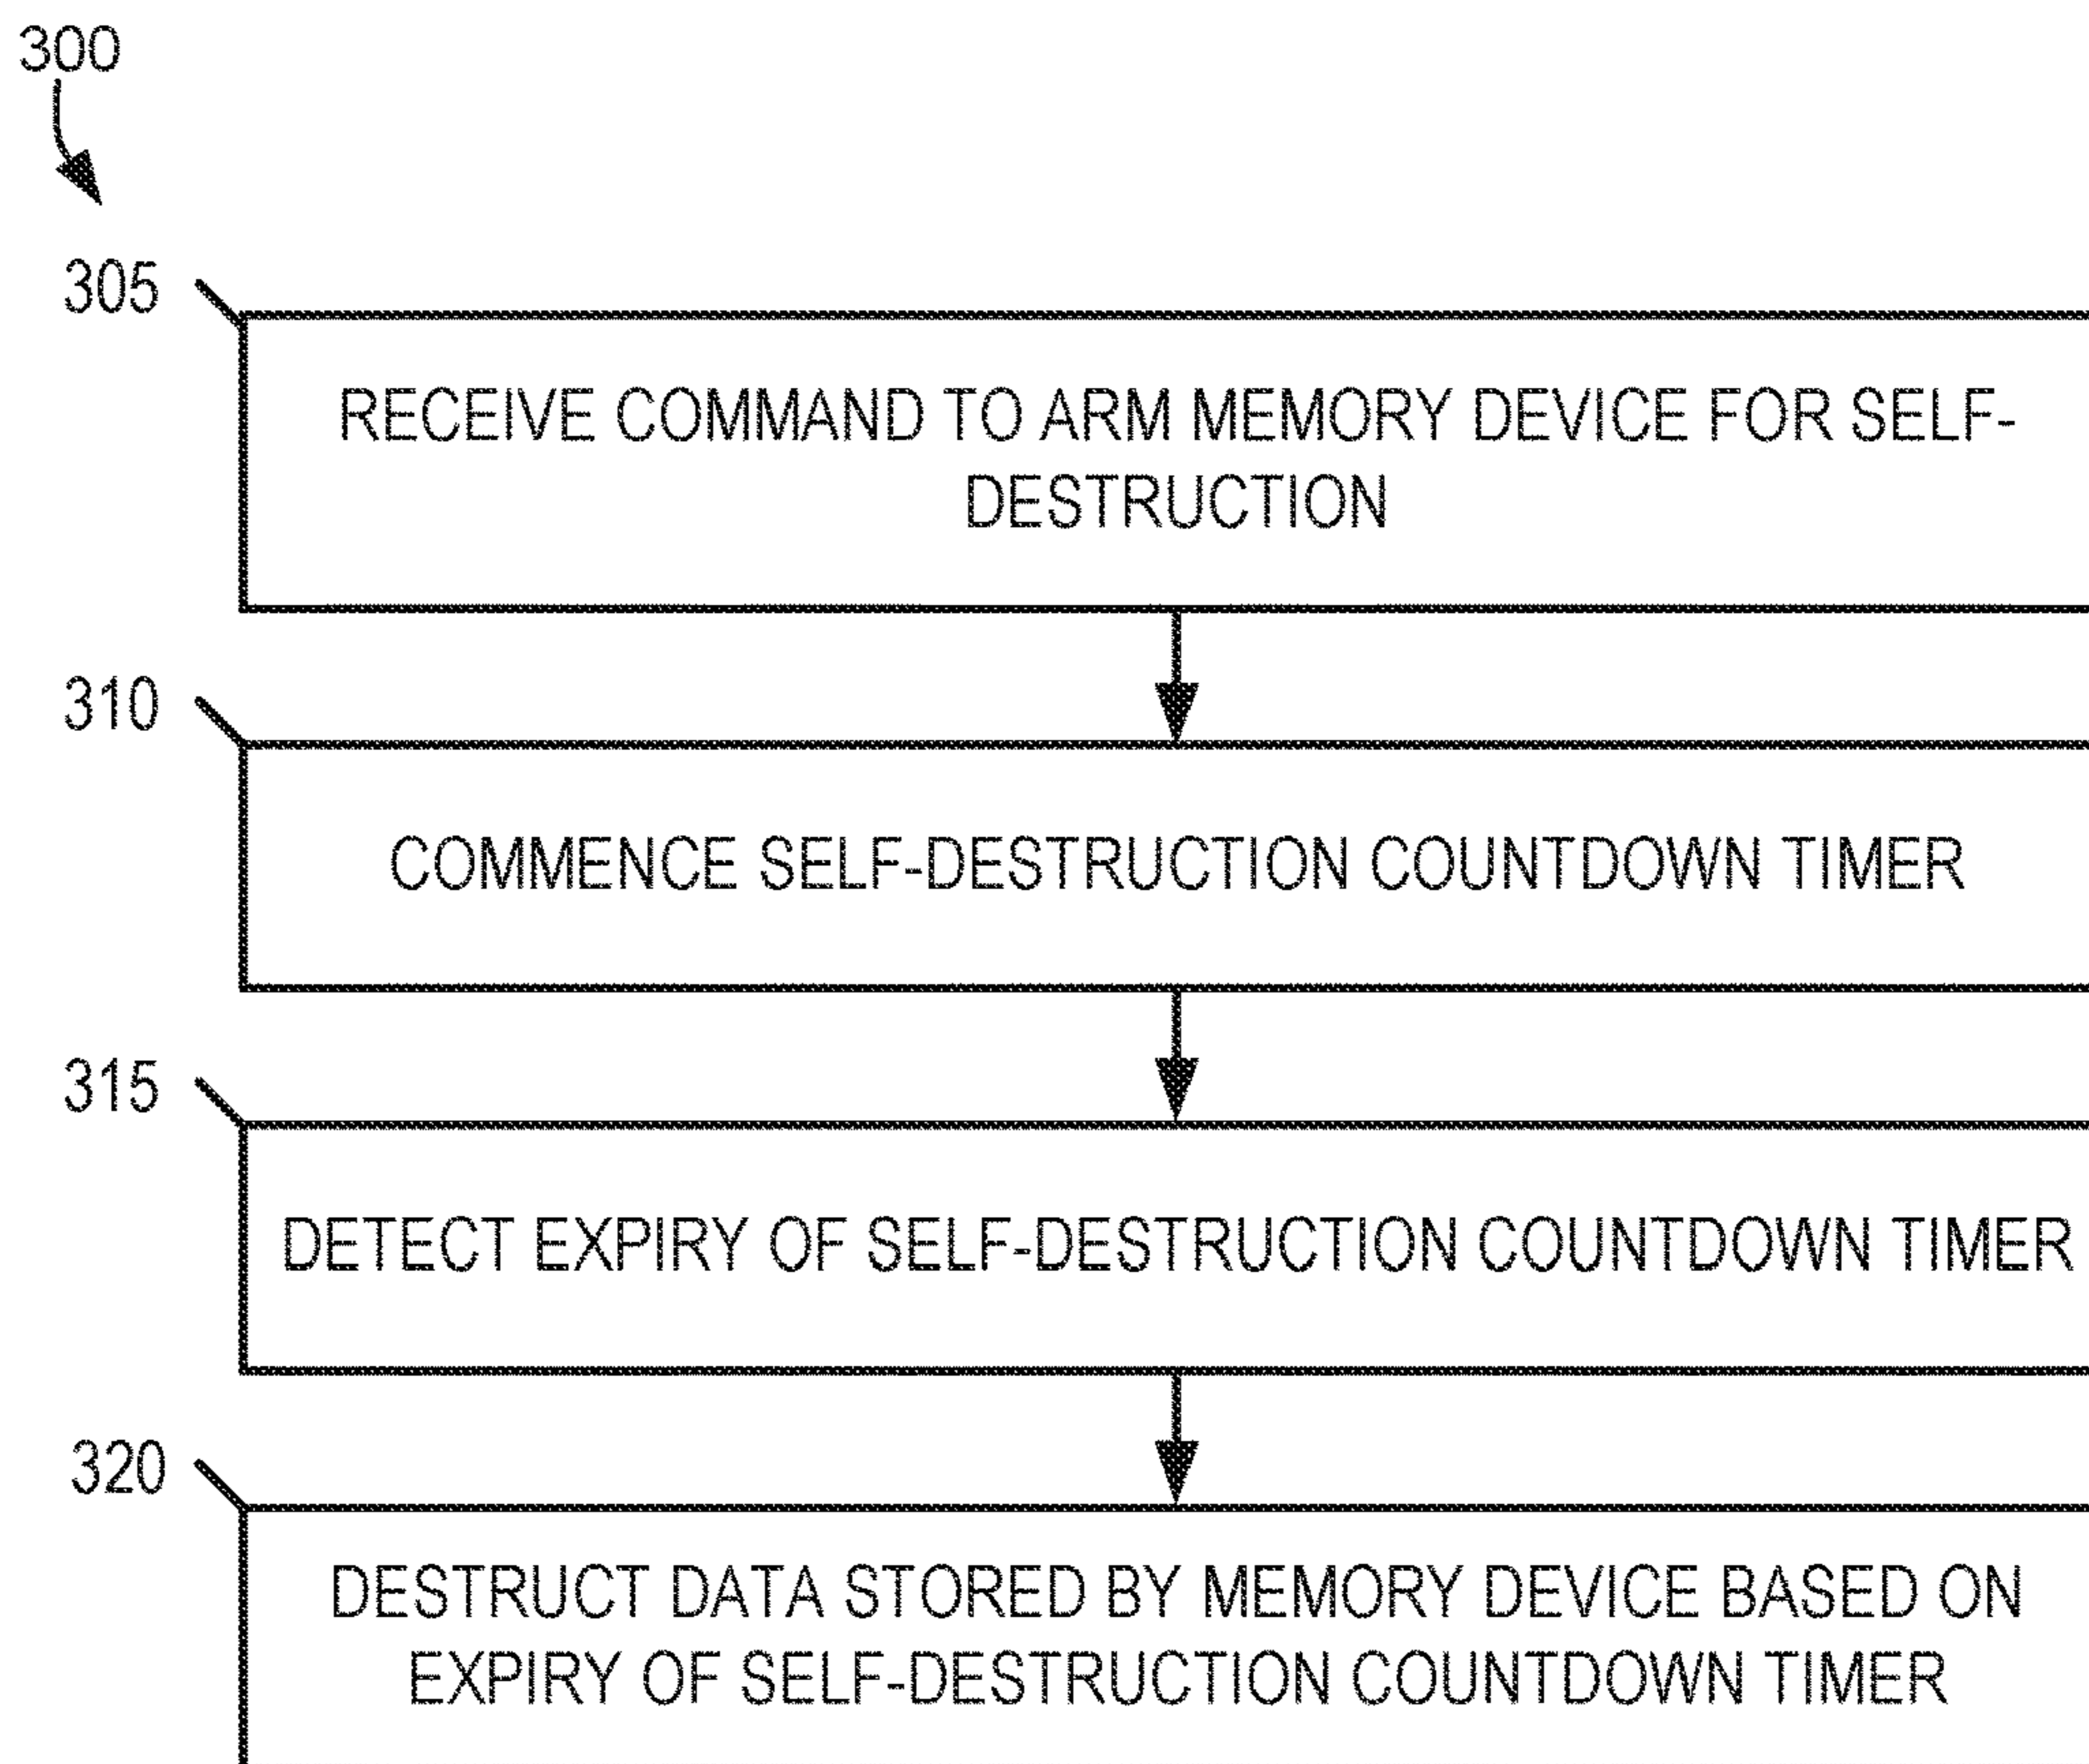 300
305
RECEIVE COMMAND TO ARM MEMORY DEVICE FOR SELF-
DESTRUCTION
310
COMMENCE SELF-DESTRUCTION COUNTDOWN TIMER
315
DETECT EXPIRY OF SELF-DESTRUCTION COUNTDOWN TIMER
320
DESTRUCT DATA STORED BY MEMORY DEVICE BASED ON
EXPIRY OF SELF-DESTRUCTION COUNTDOWN TIMER